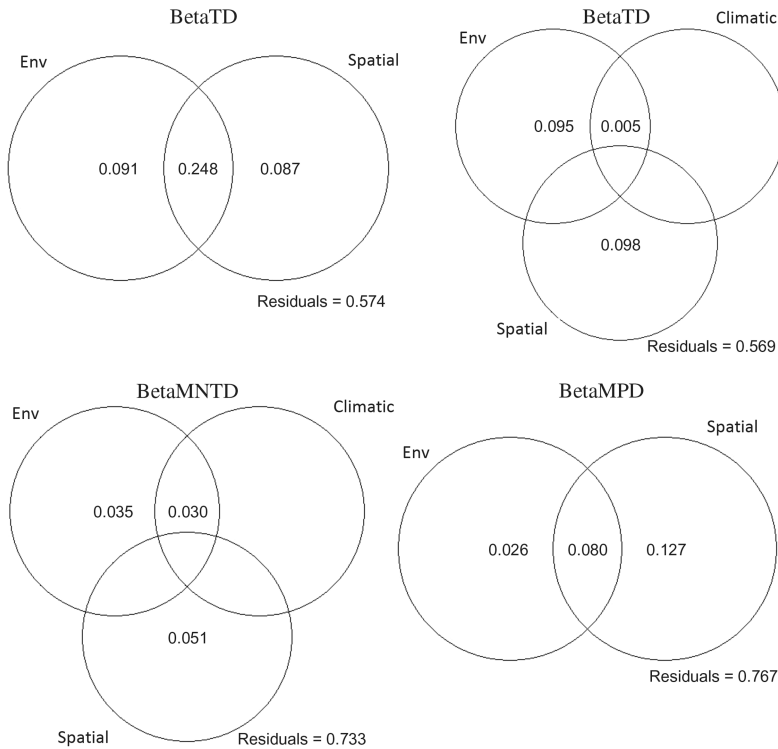 BetaTD
Env
Spatial
0.091
0.248
0.087
Residuals = 0.574
BetaTD
Env
Climatic
0.095
0.005
0.098
Spatial
Residuals = 0.569
BetaMNTD
Env
Climatic
0.035
0.030
0.051
Spatial
Residuals = 0.733
BetaMPD
Env
Spatial
0.026
0.080
0.127
Residuals = 0.767